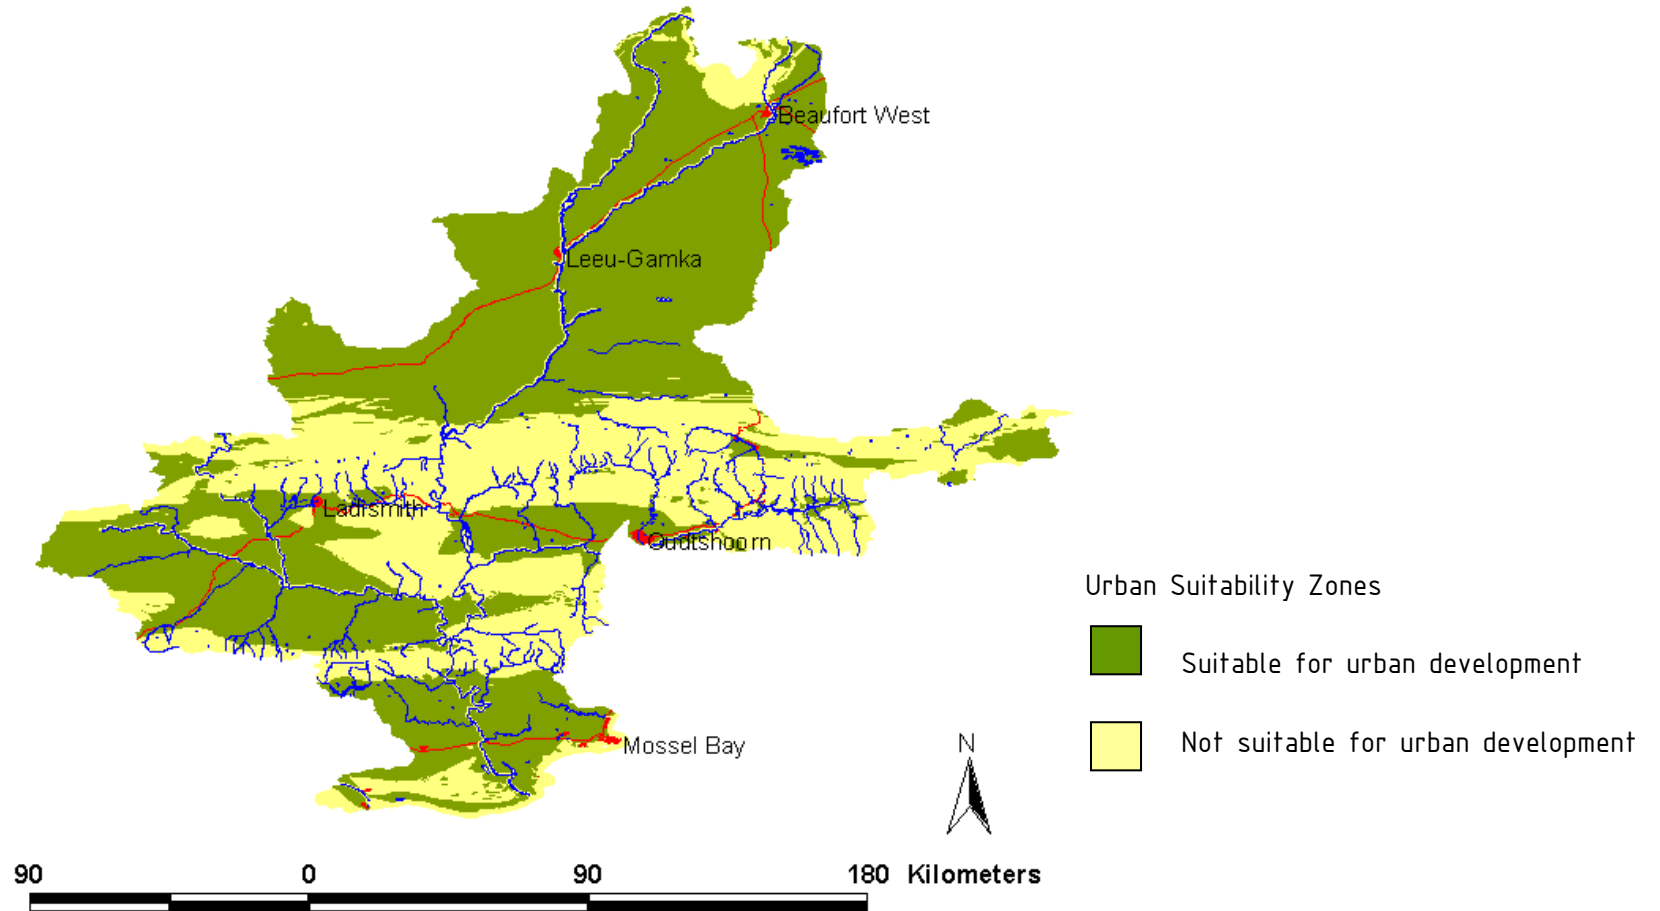 Beaufort West
Leeu-Gamka
Ladismith
Oudtshoorn
Mossel Bay
Urban Suitability Zones
Suitable for urban development
Not suitable for urban development
N
90 0 90 180 Kilometers